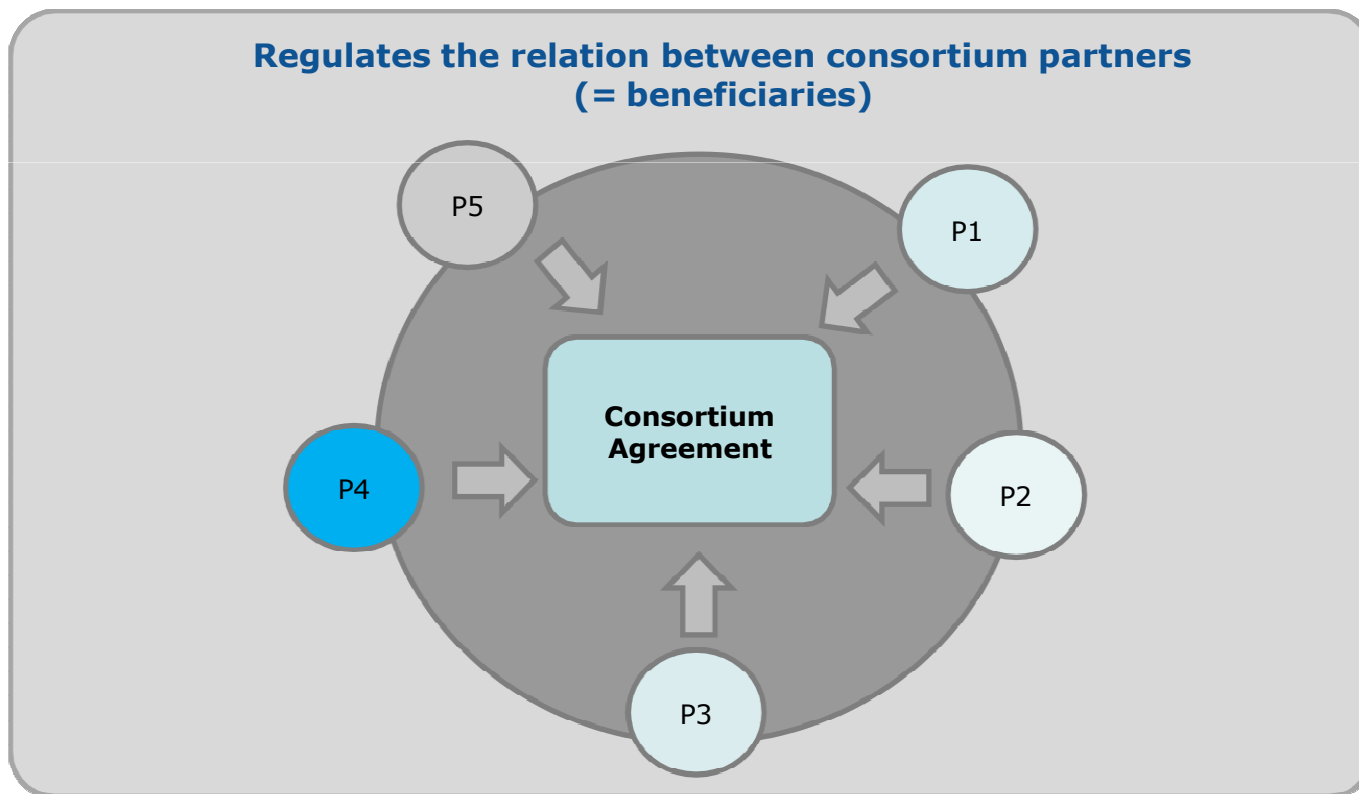 Regulates the relation between consortium partners
(= beneficiaries)
P5
P1
Consortium
Agreement
P4
P2
P3